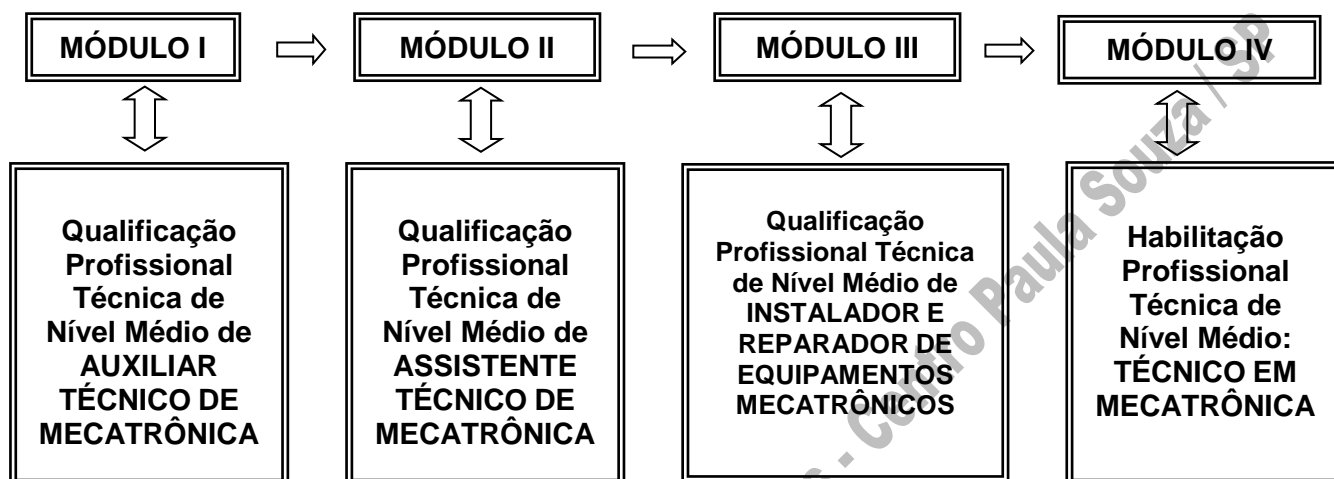 MÓDULO I
MÓDULO II
MÓDULO III
MÓDULO IV
Qualificação
Profissional
Técnica de
Nível Médio de
AUXILIAR
TÉCNICO DE
MECATRÔNICA
Qualificação
Profissional
Técnica de
Nível Médio de
ASSISTENTE
TÉCNICO DE
MECATRÔNICA
Qualificação
Profissional Técnica
de Nível Médio de
INSTALADOR E
REPARADOR DE
EQUIPAMENTOS
MECATRÔNICOS
Habilitação
Profissional
Técnica de
Nível Médio:
TÉCNICO EM
MECATRÔNICA
- Centro Paula Souza / SP